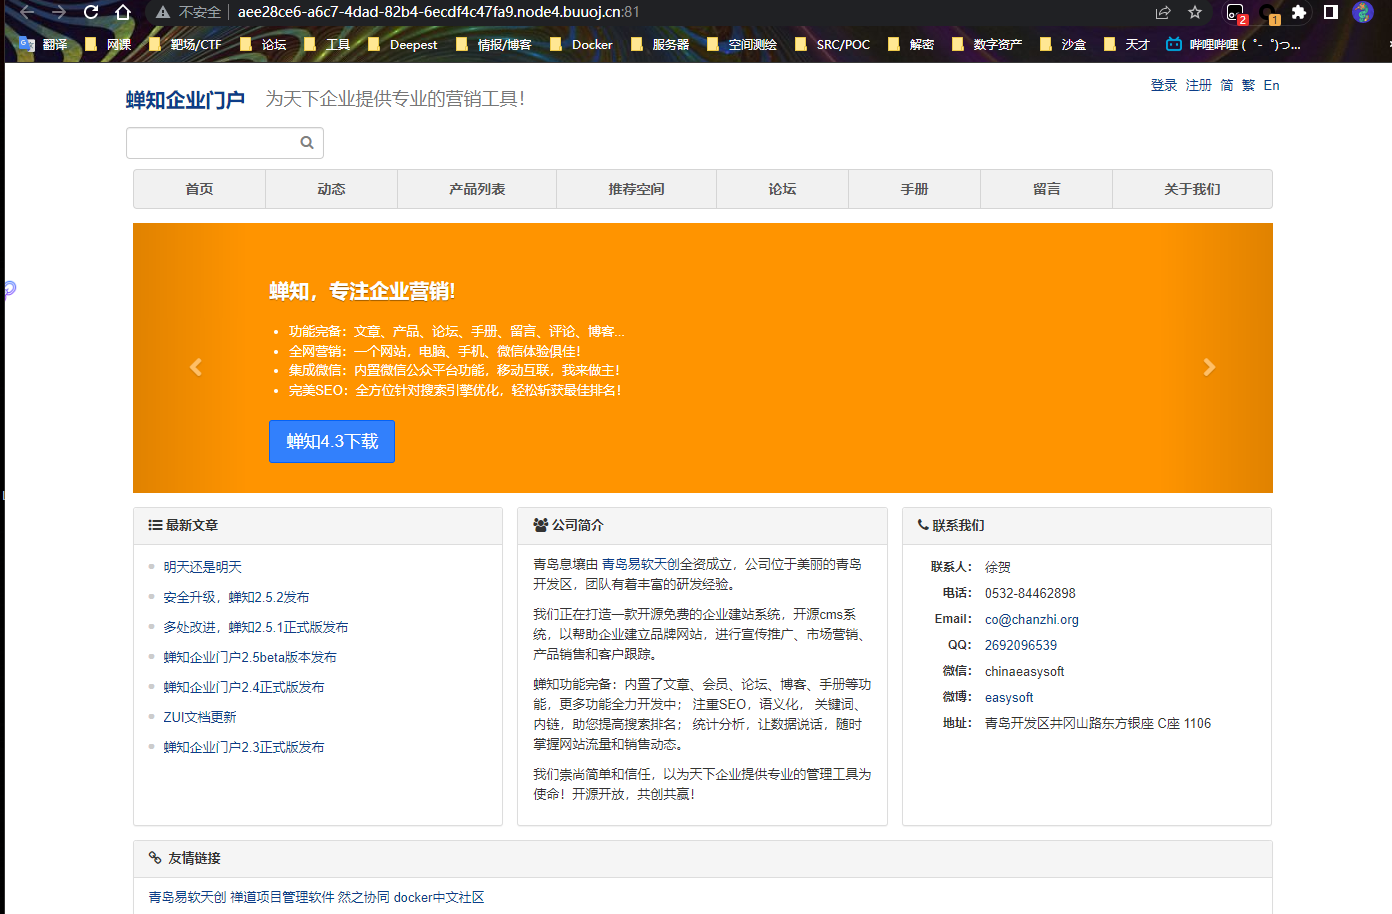 不安全 aee28ce6-a6c7-4dad-82b4-6ecdf4c47fa9.node4.buuoj.cn:81
2
1
翻译 网课 靶场/CTF 论坛 工具 Deepest 情报/博客 Docker 服务器 空间测绘 SRC/POC 解密 数字资产 沙盒 天才 哔哩哔哩 (゜-゜)つ...
登录 注册 简 繁 En
蝉知企业门户 为天下企业提供专业的营销工具！
首页 动态 产品列表 推荐空间 论坛 手册 留言 关于我们
蝉知，专注企业营销!
功能完备：文章、产品、论坛、手册、留言、评论、博客...
全网营销：一个网站，电脑、手机、微信体验俱佳！
集成微信：内置微信公众平台功能，移动互联，我来做主！
完美SEO：全方位针对搜索引擎优化，轻松斩获最佳排名！
蝉知4.3下载
最新文章
明天还是明天
安全升级，蝉知2.5.2发布
多处改进，蝉知2.5.1正式版发布
蝉知企业门户2.5beta版本发布
蝉知企业门户2.4正式版发布
ZUI文档更新
蝉知企业门户2.3正式版发布
公司简介
青岛息壤由 青岛易软天创全资成立，公司位于美丽的青岛
开发区，团队有着丰富的研发经验。
我们正在打造一款开源免费的企业建站系统，开源cms系
统，以帮助企业建立品牌网站，进行宣传推广、市场营销、
产品销售和客户跟踪。
蝉知功能完备：内置了文章、会员、论坛、博客、手册等功
能，更多功能全力开发中； 注重SEO，语义化， 关键词、
内链，助您提高搜索排名； 统计分析，让数据说话，随时
掌握网站流量和销售动态。
我们崇尚简单和信任，以为天下企业提供专业的管理工具为
使命！开源开放，共创共赢！
联系我们
联系人： 徐贺
电话： 0532-84462898
Email： co@chanzhi.org
QQ： 2692096539
微信： chinaeasysoft
微博： easysoft
地址： 青岛开发区井冈山路东方银座 C座 1106
友情链接
青岛易软天创 禅道项目管理软件 然之协同 docker中文社区